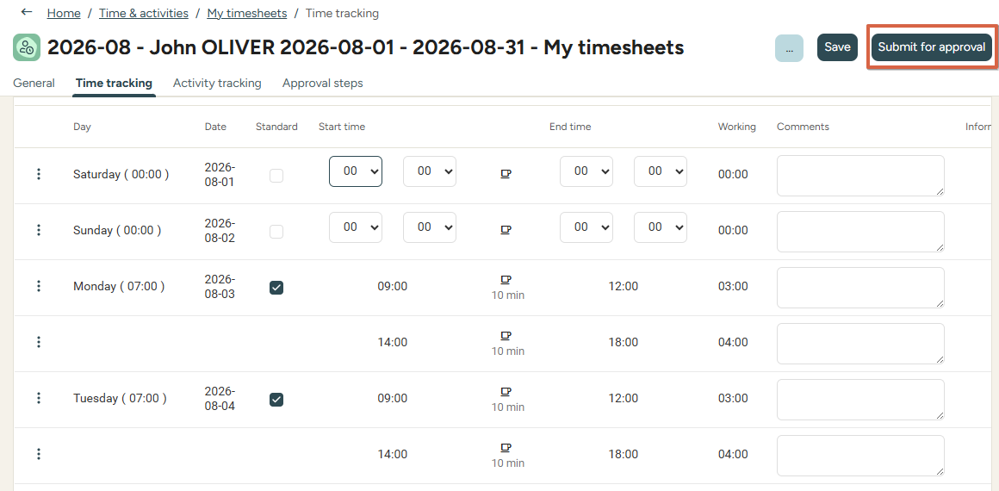 ← Home / Time & activities / My timesheets / Time tracking
2026-08 - John OLIVER 2026-08-01 - 2026-08-31 - My timesheets ... Save Submit for approval
General Time tracking Activity tracking Approval steps
Day Date Standard Start time End time Working Comments Inforr
Saturday ( 00:00 ) 2026-08-01 00 00 00 00 00:00
Sunday ( 00:00 ) 2026-08-02 00 00 00 00 00:00
Monday ( 07:00 ) 2026-08-03 09:00 10 min 12:00 03:00
14:00 10 min 18:00 04:00
Tuesday ( 07:00 ) 2026-08-04 09:00 10 min 12:00 03:00
14:00 10 min 18:00 04:00